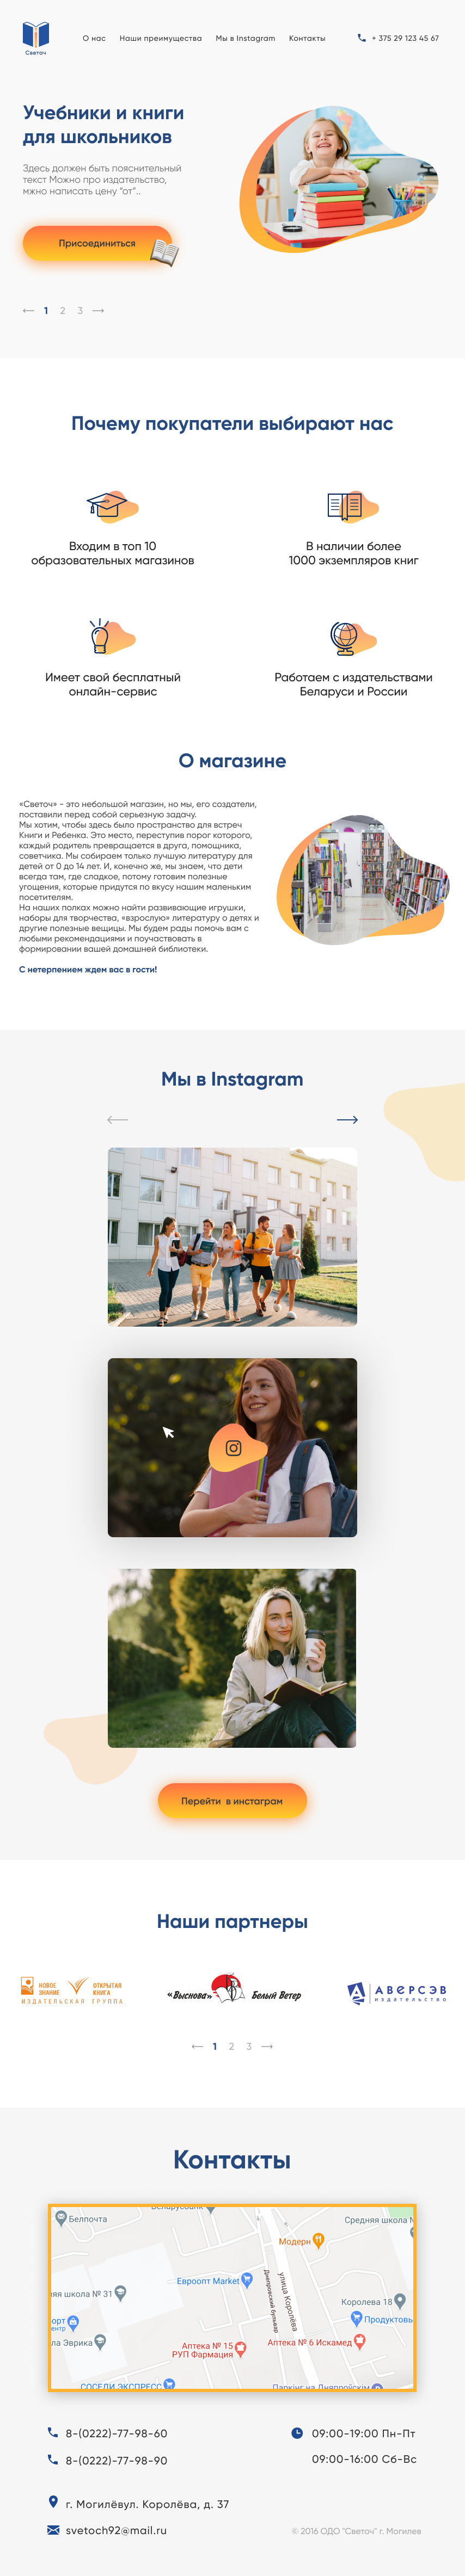 О нас Наши преимущества Мы в Instagram Контакты + 375 29 123 45 67
Светоч
Учебники и книги
для школьников
Здесь должен быть пояснительный
текст Можно про издательство,
мжно написать цену “от”..
Присоединиться
1 2 3
Почему покупатели выбирают нас
Входим в топ 10
образовательных магазинов
В наличии более
1000 экземпляров книг
Имеет свой бесплатный
онлайн-сервис
Работаем с издательствами
Беларуси и России
О магазине
«Светоч» - это небольшой магазин, но мы, его создатели,
поставили перед собой серьезную задачу.
Мы хотим, чтобы здесь было пространство для встреч
Книги и Ребенка. Это место, переступив порог которого,
каждый родитель превращается в друга, помощника,
советчика. Мы собираем только лучшую литературу для
детей от 0 до 14 лет. И, конечно же, мы знаем, что дети
всегда там, где сладкое, потому готовим полезные
угощения, которые придутся по вкусу нашим маленьким
посетителям.
На наших полках можно найти развивающие игрушки,
наборы для творчества, «взрослую» литературу о детях и
другие полезные вещицы. Мы будем рады помочь вам с
любыми рекомендациями и поучаствовать в
формировании вашей домашней библиотеки.
С нетерпением ждем вас в гости!
Мы в Instagram
Перейти в инстаграм
Наши партнеры
НОВОЕ
ЗНАНИЕ
ОТКРЫТАЯ
КНИГА
ИЗДАТЕЛЬСКАЯ ГРУППА
«Выснова» Белый Ветер
АВЕРСЭВ
издательство
1 2 3
Контакты
Белпочта
Средняя школа №
Модерн
Евроопт Market
няя школа № 31
Королева 18
Продуктовь
орт
ентр
ла Эврика
улица Королёва
Днепровский бульвар
Аптека № 15
РУП Фармация
Аптека № 6 Искамед
СОСЕДИ ЭКСПРЕСС
Паркінг на Дняпроўскім
8-(0222)-77-98-60
09:00-19:00 Пн-Пт
8-(0222)-77-98-90
09:00-16:00 Сб-Вс
г. Могилёвул. Королёва, д. 37
svetoch92@mail.ru
© 2016 ОДО "Светоч" г. Могилев